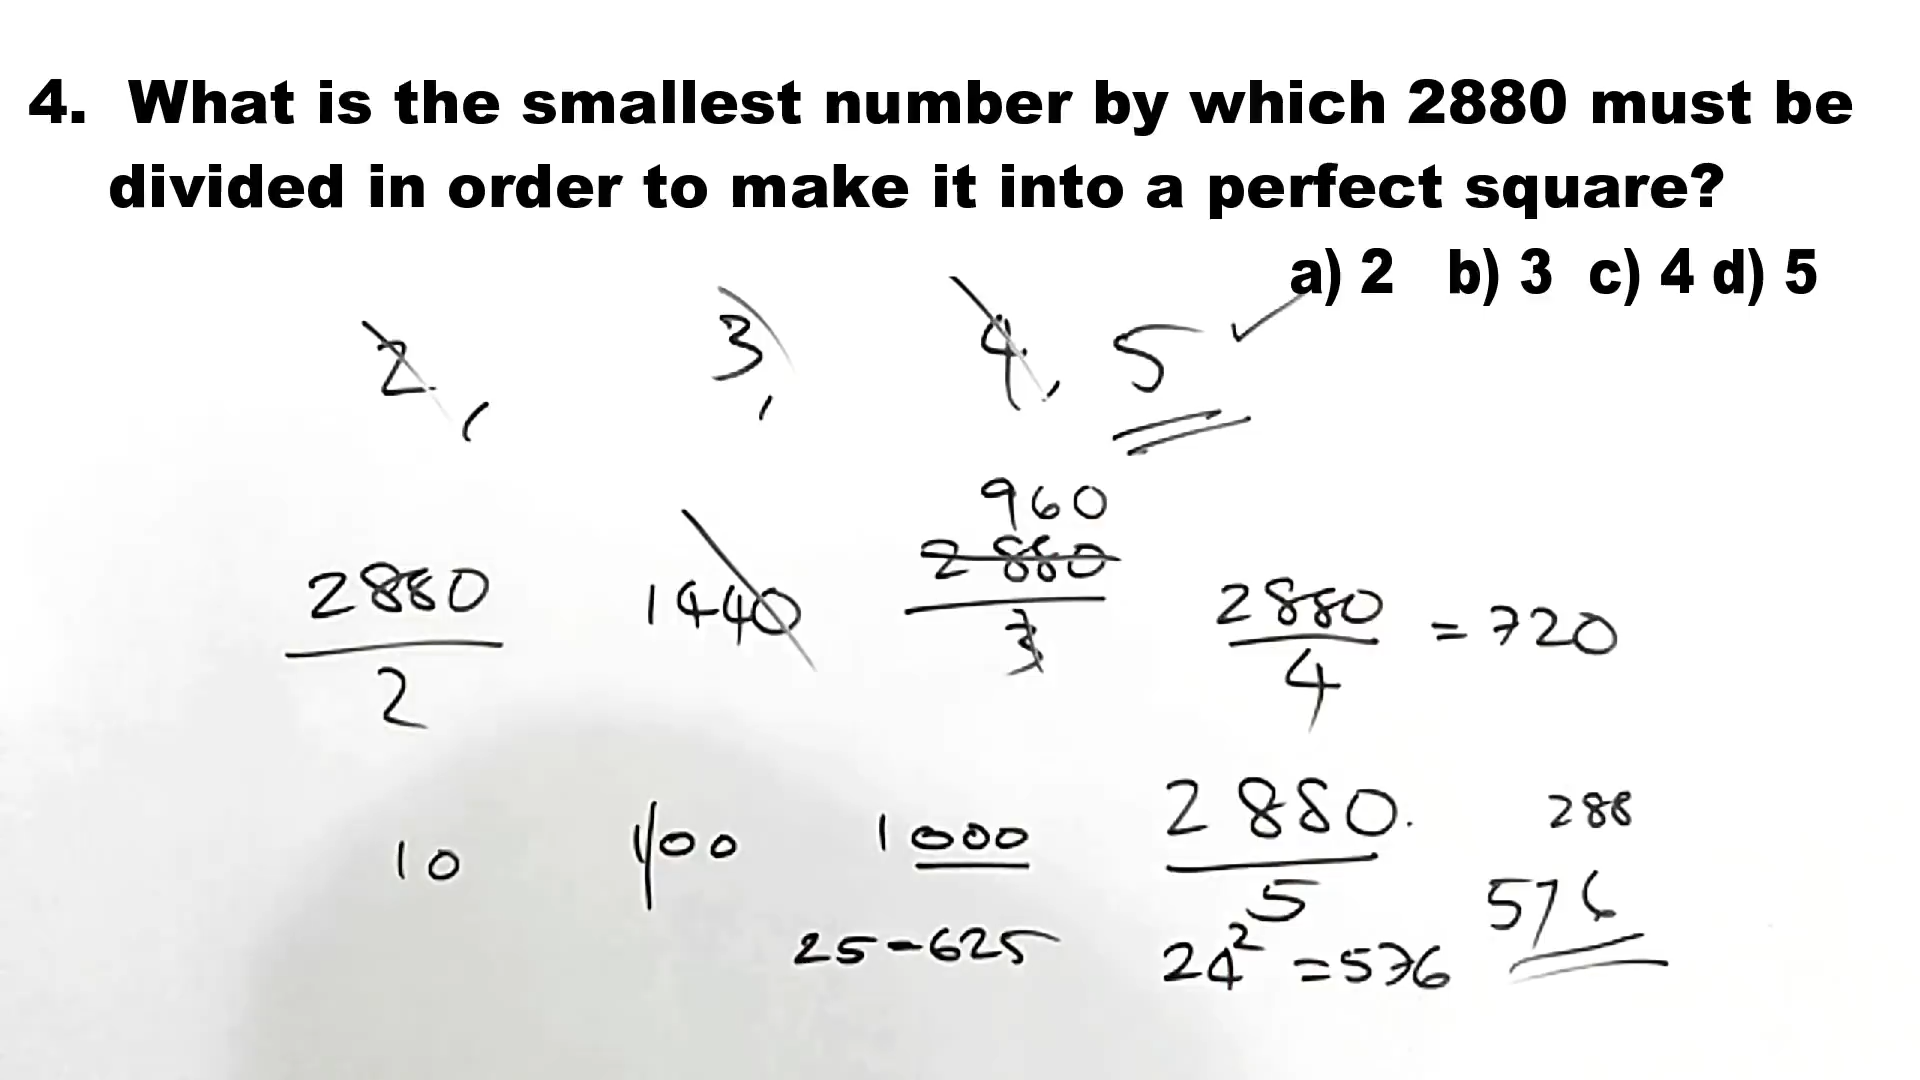 4. What is the smallest number by which 2880 must be
divided in order to make it into a perfect square?
a) 2 b) 3 c) 4 d) 5
2, 3, 4, 5 ✓
960
2880/2 1440 2880/3 2880/4 = 720
10 100 1000 2880/5 288
576
25-625 24² = 576